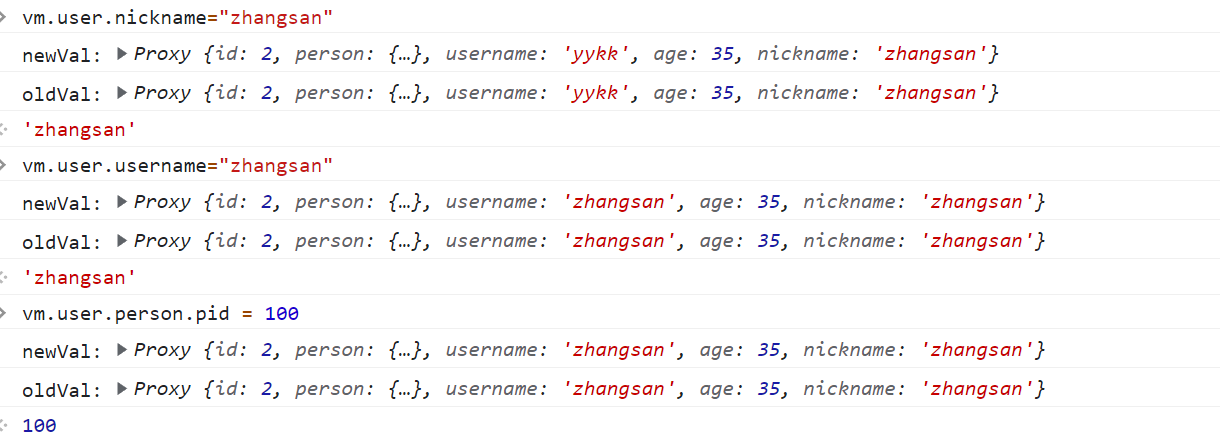 > vm.user.nickname="zhangsan"
newVal: ▶ Proxy {id: 2, person: {…}, username: 'yykk', age: 35, nickname: 'zhangsan'}
oldVal: ▶ Proxy {id: 2, person: {…}, username: 'yykk', age: 35, nickname: 'zhangsan'}
'zhangsan'
> vm.user.username="zhangsan"
newVal: ▶ Proxy {id: 2, person: {…}, username: 'zhangsan', age: 35, nickname: 'zhangsan'}
oldVal: ▶ Proxy {id: 2, person: {…}, username: 'zhangsan', age: 35, nickname: 'zhangsan'}
'zhangsan'
> vm.user.person.pid = 100
newVal: ▶ Proxy {id: 2, person: {…}, username: 'zhangsan', age: 35, nickname: 'zhangsan'}
oldVal: ▶ Proxy {id: 2, person: {…}, username: 'zhangsan', age: 35, nickname: 'zhangsan'}
100